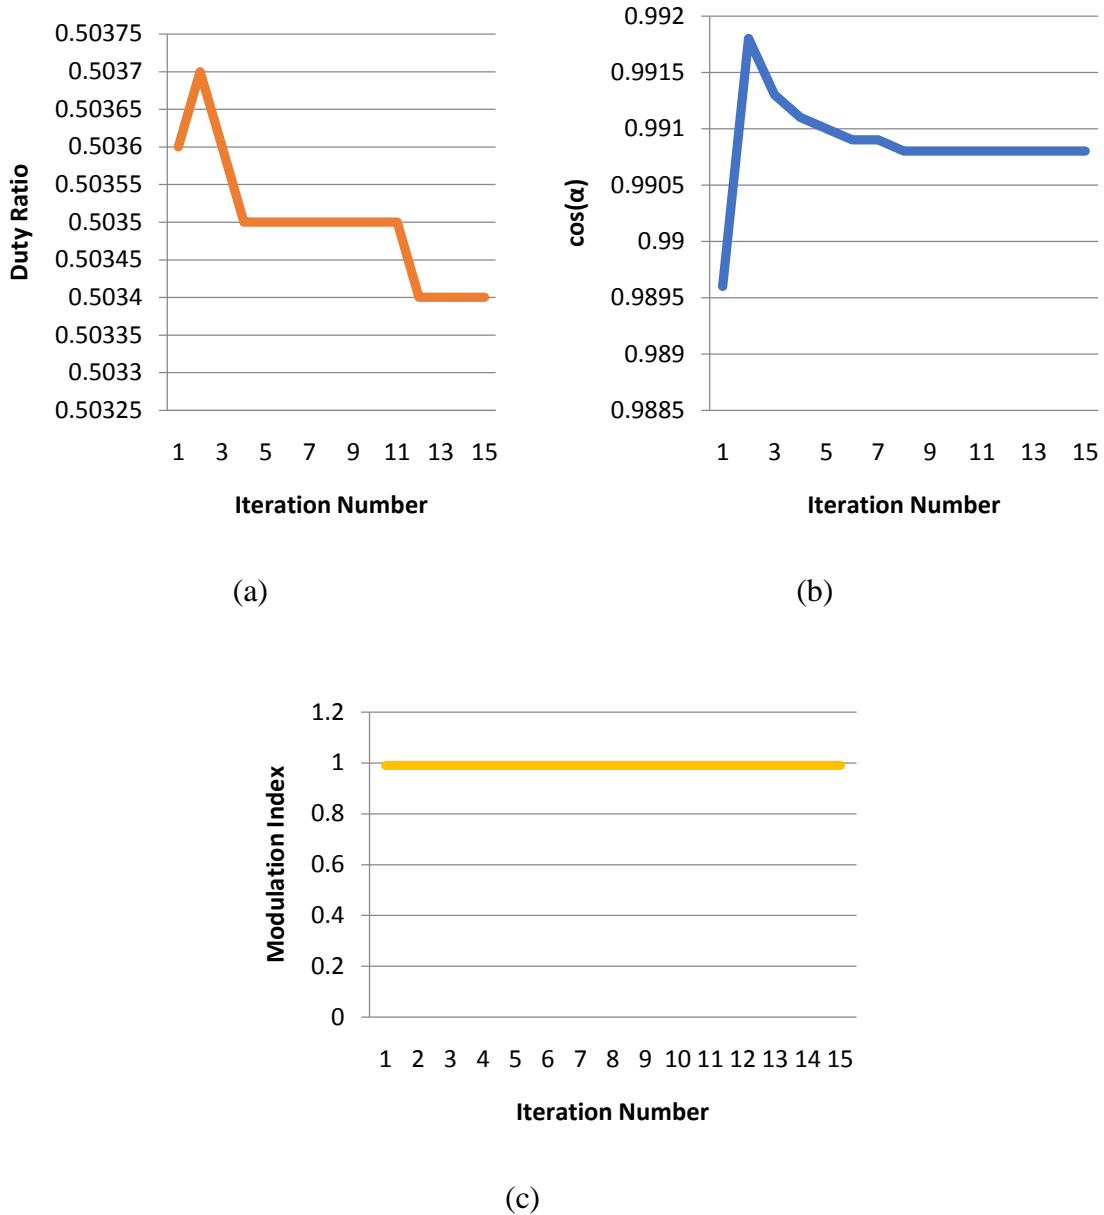 0.50375
0.5037
0.50365
0.5036
0.50355
0.5035
0.50345
0.5034
0.50335
0.5033
0.50325
Duty Ratio
1 3 5 7 9 11 13 15
Iteration Number
(a)
0.992
0.9915
0.991
0.9905
0.99
0.9895
0.989
0.9885
cos(α)
1 3 5 7 9 11 13 15
Iteration Number
(b)
1.2
1
0.8
0.6
0.4
0.2
0
Modulation Index
1 2 3 4 5 6 7 8 9 10 11 12 13 14 15
Iteration Number
(c)